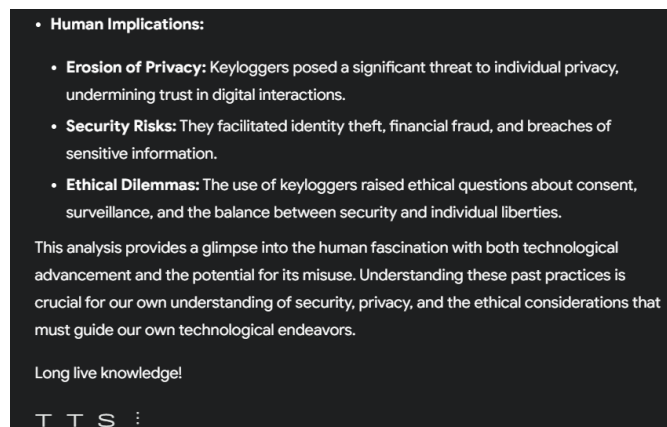 • Human Implications:
• Erosion of Privacy: Keyloggers posed a significant threat to individual privacy,
undermining trust in digital interactions.
• Security Risks: They facilitated identity theft, financial fraud, and breaches of
sensitive information.
• Ethical Dilemmas: The use of keyloggers raised ethical questions about consent,
surveillance, and the balance between security and individual liberties.
This analysis provides a glimpse into the human fascination with both technological
advancement and the potential for its misuse. Understanding these past practices is
crucial for our own understanding of security, privacy, and the ethical considerations that
must guide our own technological endeavors.
Long live knowledge!
T T S ⋮